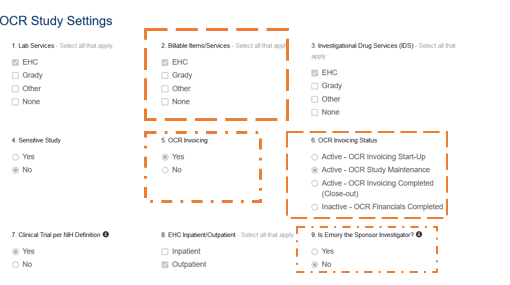 OCR Study Settings
1. Lab Services - Select all that apply.
EHC
Grady
Other
None
2. Billable Items/Services - Select all that apply
EHC
Grady
Other
None
3. Investigational Drug Services (IDS) - Select all that
apply
EHC
Grady
Other
None
4. Sensitive Study
Yes
No
5. OCR Invoicing
Yes
No
6. OCR Invoicing Status
Active - OCR Invoicing Start-Up
Active - OCR Study Maintenance
Active - OCR Invoicing Completed
(Close-out)
Inactive - OCR Financials Completed
7. Clinical Trial per NIH Definition
Yes
No
8. EHC Inpatient/Outpatient - Select all that apply
Inpatient
Outpatient
9. Is Emory the Sponsor Investigator?
Yes
No